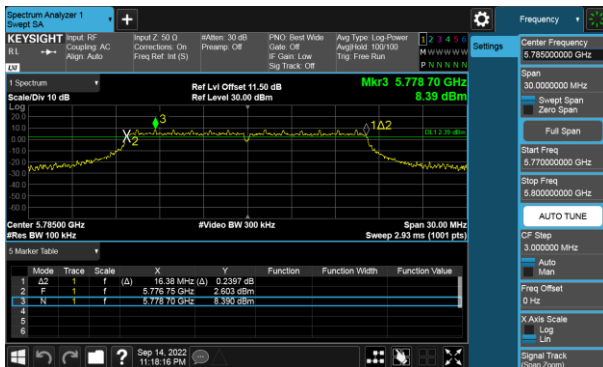 Spectrum Analyzer 1
Swept SA
Frequency
KEYSIGHT
RL
Input: RF
Coupling: AC
Align: Auto
Input Z: 50 Ω
Corrections: On
Freq Ref: Int (S)
#Atten: 30 dB
Preamp: Off
PNO: Best Wide
Gate: Off
IF Gain: Low
Sig Track: Off
Avg Type: Log-Power
Avg|Hold: 100/100
Trig: Free Run
1 2 3 4 5 6
M W W W W W
P N N N N N
LXI
1 Spectrum
Scale/Div 10 dB
Ref Lvl Offset 11.50 dB
Ref Level 30.00 dBm
Mkr3 5.778 70 GHz
8.39 dBm
Log
20.0
10.0
0.00
-10.0
-20.0
-30.0
-40.0
-50.0
-60.0
3
X2
1Δ2
DL1 2.39 dBm
Center 5.78500 GHz
#Res BW 100 kHz
#Video BW 300 kHz
Span 30.00 MHz
Sweep 2.93 ms (1001 pts)
5 Marker Table
Mode Trace Scale X Y Function Function Width Function Value
1 Δ2 1 f (Δ) 16.38 MHz (Δ) 0.2397 dB
2 F 1 f 5.776 75 GHz 2.603 dBm
3 N 1 f 5.778 70 GHz 8.390 dBm
4
5
6
Sep 14, 2022
11:18:16 PM
Settings
Center Frequency
5.785000000 GHz
Span
30.0000000 MHz
Swept Span
Zero Span
Full Span
Start Freq
5.770000000 GHz
Stop Freq
5.800000000 GHz
AUTO TUNE
CF Step
3.000000 MHz
Auto
Man
Freq Offset
0 Hz
X Axis Scale
Log
Lin
Signal Track
(Span Zoom)